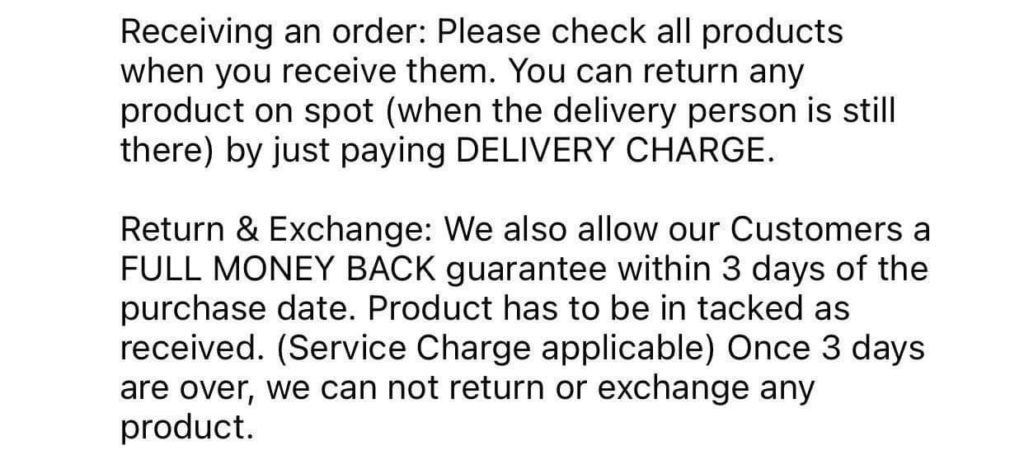 Receiving an order: Please check all products
when you receive them. You can return any
product on spot (when the delivery person is still
there) by just paying DELIVERY CHARGE.
Return & Exchange: We also allow our Customers a
FULL MONEY BACK guarantee within 3 days of the
purchase date. Product has to be in tacked as
received. (Service Charge applicable) Once 3 days
are over, we can not return or exchange any
product.